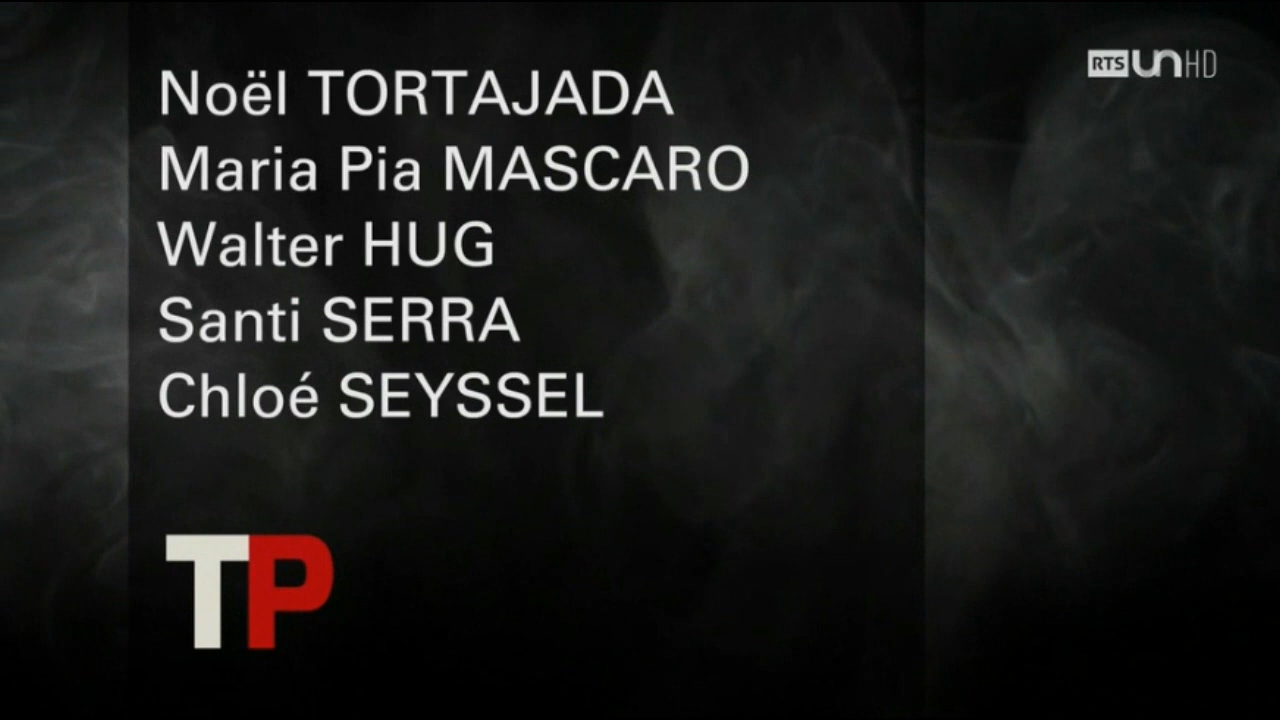 Noël TORTAJADA
Maria Pia MASCARO
Walter HUG
Santi SERRA
Chloé SEYSSEL
TP
RTS un HD